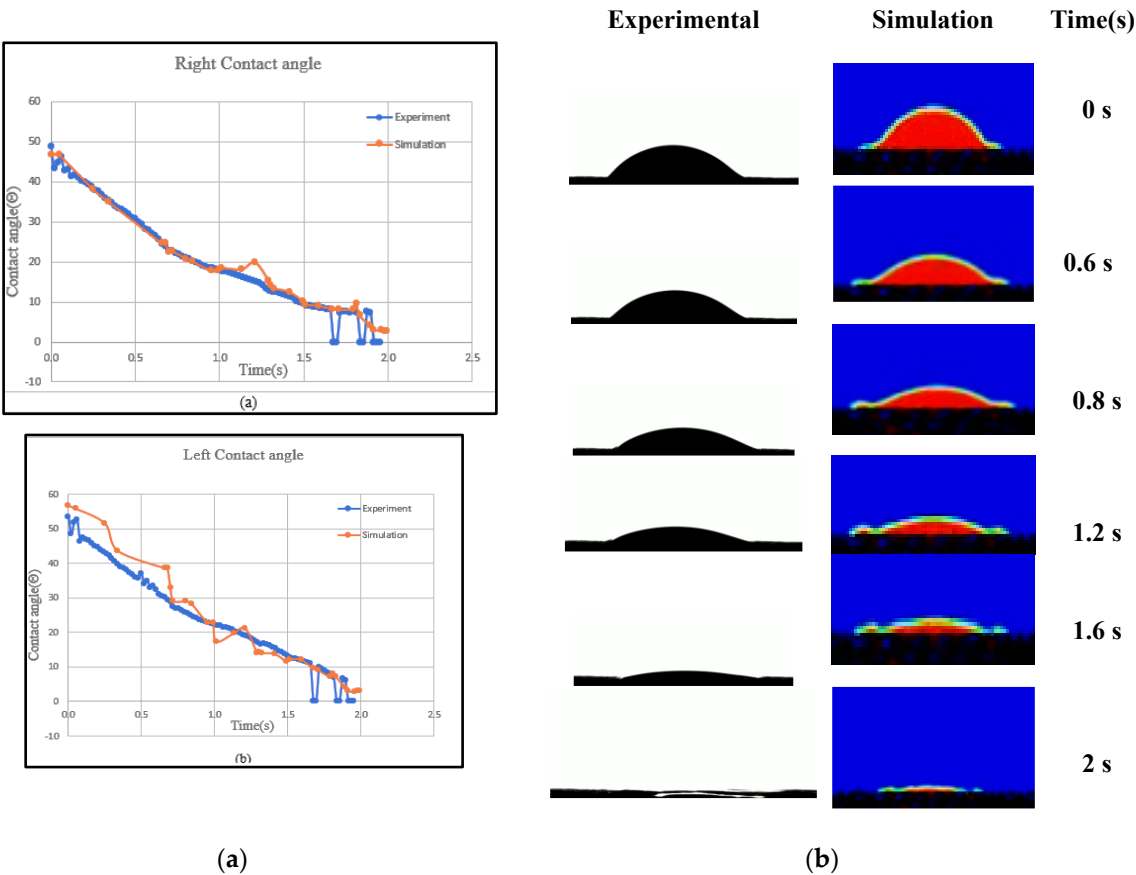 Experimental Simulation Time(s)
Right Contact angle
60
50
40
30
20
10
0
-10
0.0 0.5 1.0 1.5 2.0 2.5
Contact angle(Θ)
Time(s)
Experiment
Simulation
(a)
Left Contact angle
60
50
40
30
20
10
0
-10
0.0 0.5 1.0 1.5 2.0 2.5
Contact angle(Θ)
Time(s)
Experiment
Simulation
(b)
0 s
0.6 s
0.8 s
1.2 s
1.6 s
2 s
(a) (b)